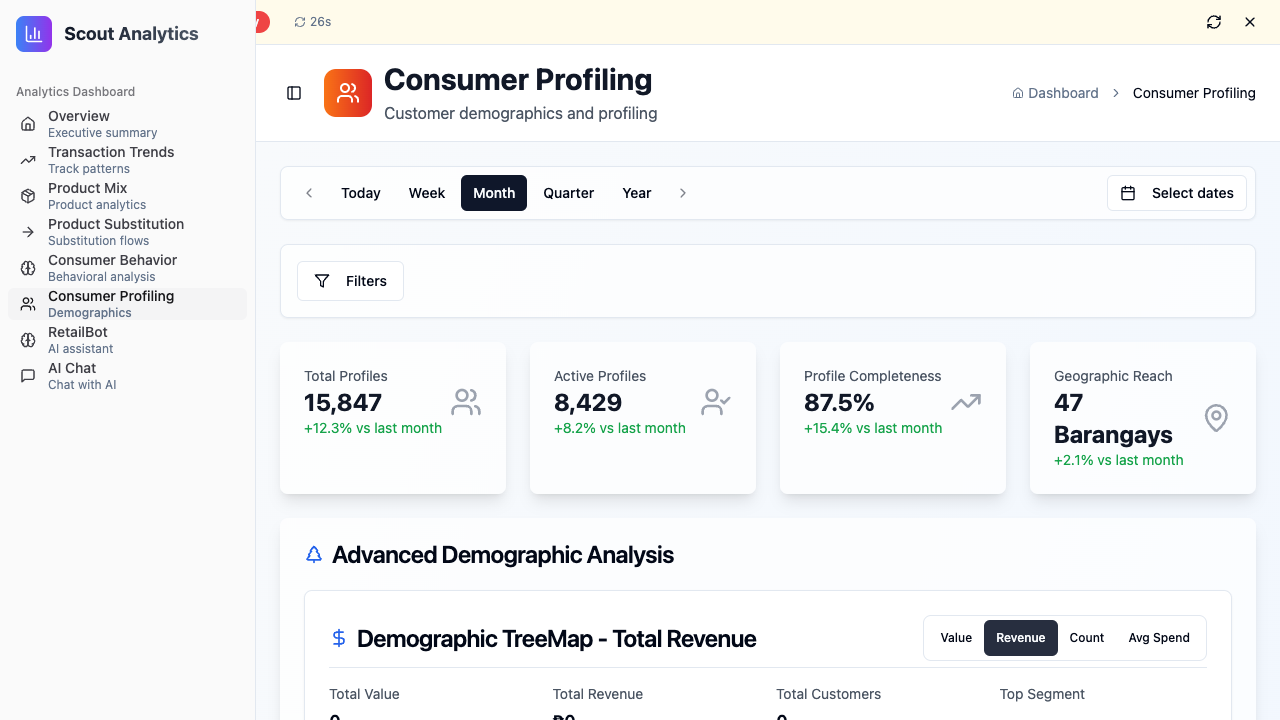 Scout Analytics
26s
Analytics Dashboard
Overview
Executive summary
Transaction Trends
Track patterns
Product Mix
Product analytics
Product Substitution
Substitution flows
Consumer Behavior
Behavioral analysis
Consumer Profiling
Demographics
RetailBot
AI assistant
AI Chat
Chat with AI
Consumer Profiling
Customer demographics and profiling
Dashboard
Consumer Profiling
Today Week Month Quarter Year
Select dates
Filters
Total Profiles
15,847
+12.3% vs last month
Active Profiles
8,429
+8.2% vs last month
Profile Completeness
87.5%
+15.4% vs last month
Geographic Reach
47
Barangays
+2.1% vs last month
Advanced Demographic Analysis
Demographic TreeMap - Total Revenue
Value Revenue Count Avg Spend
Total Value
Total Revenue
Total Customers
Top Segment